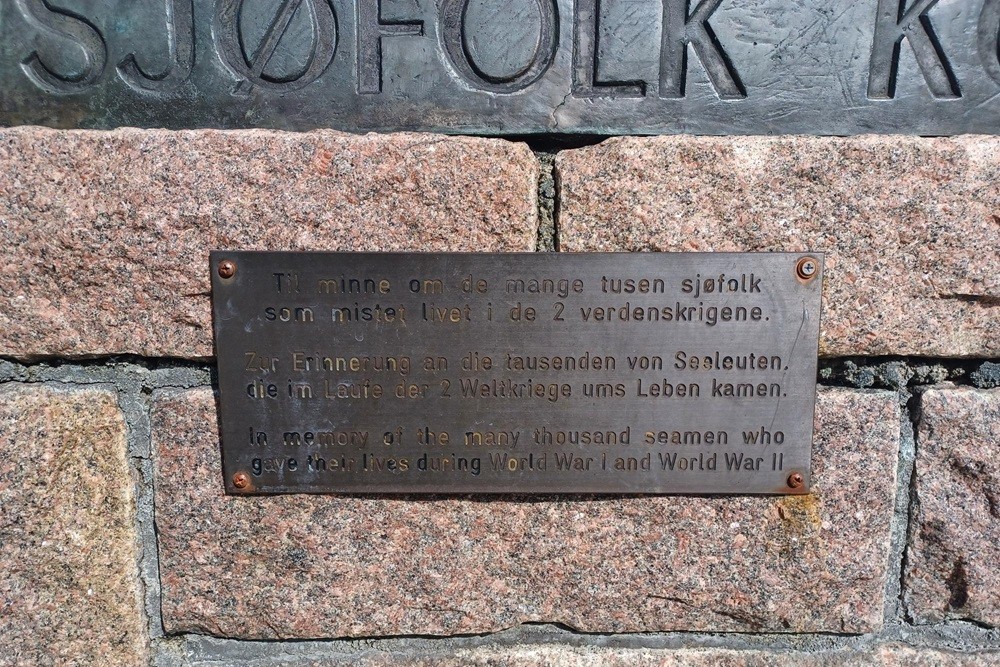 SJØFOLK
Til minne om de mange tusen sjøfolk
som mistet livet i de 2 verdenskrigene.
Zur Erinnerung an die tausenden von Seeleuten,
die im Laufe der 2 Weltkriege ums Leben kamen.
In memory of the many thousand seamen who
gave their lives during World War I and World War II